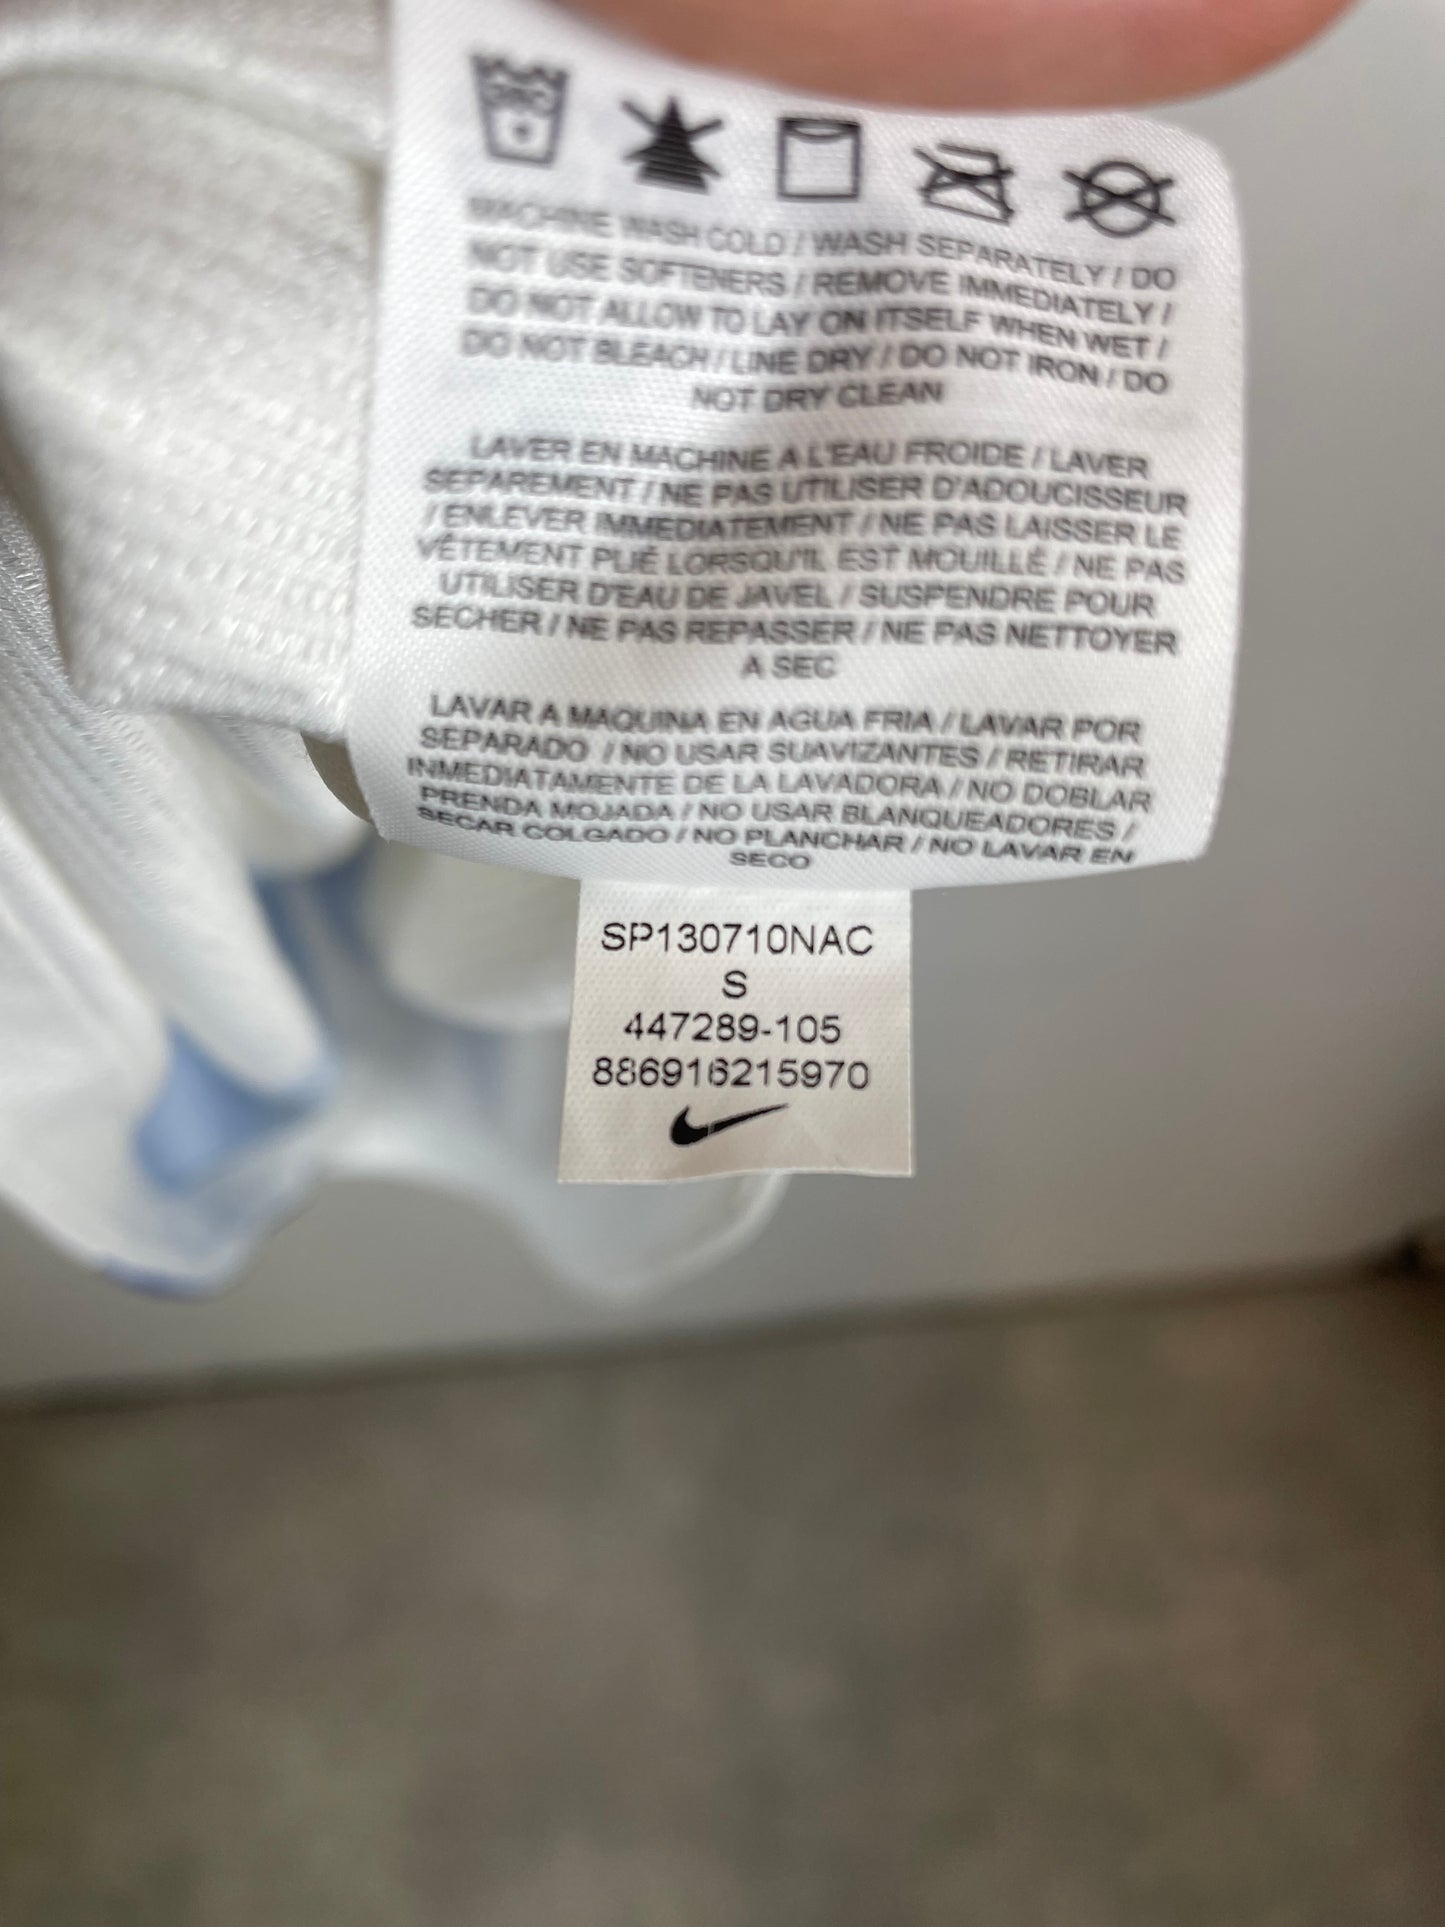 MACHINE WASH COLD / WASH SEPARATELY / DO
NOT USE SOFTENERS / REMOVE IMMEDIATELY /
DO NOT ALLOW TO LAY ON ITSELF WHEN WET /
DO NOT BLEACH / LINE DRY / DO NOT IRON / DO
NOT DRY CLEAN
LAVER EN MACHINE A L'EAU FROIDE / LAVER
SEPAREMENT / NE PAS UTILISER D'ADOUCISSEUR
/ ENLEVER IMMEDIATEMENT / NE PAS LAISSER LE
VÊTEMENT PLIÉ LORSQU'IL EST MOUILLÉ / NE PAS
UTILISER D'EAU DE JAVEL / SUSPENDRE POUR
SECHER / NE PAS REPASSER / NE PAS NETTOYER
A SEC
LAVAR A MAQUINA EN AGUA FRIA / LAVAR POR
SEPARADO / NO USAR SUAVIZANTES / RETIRAR
INMEDIATAMENTE DE LA LAVADORA / NO DOBLAR
PRENDA MOJADA / NO USAR BLANQUEADORES /
SECAR COLGADO / NO PLANCHAR / NO LAVAR EN
SECO
SP130710NAC
S
447289-105
886916215970